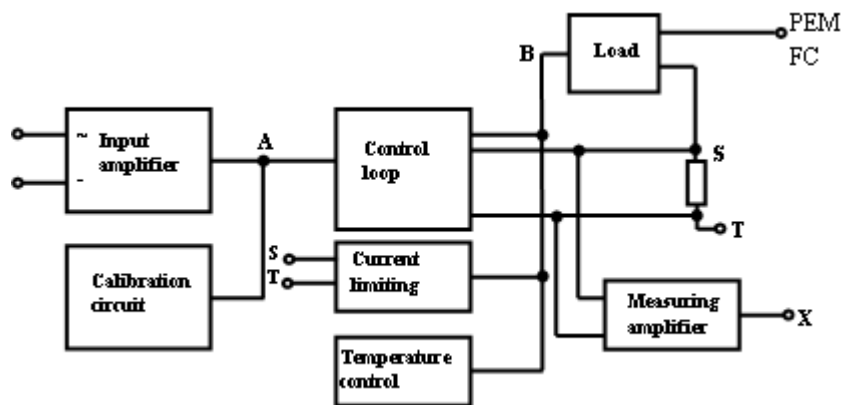 PEM
FC
B
Load
~
Input
amplifier
-
A
Control
loop
S
T
Calibration
circuit
S
T
Current
limiting
Measuring
amplifier
X
Temperature
control